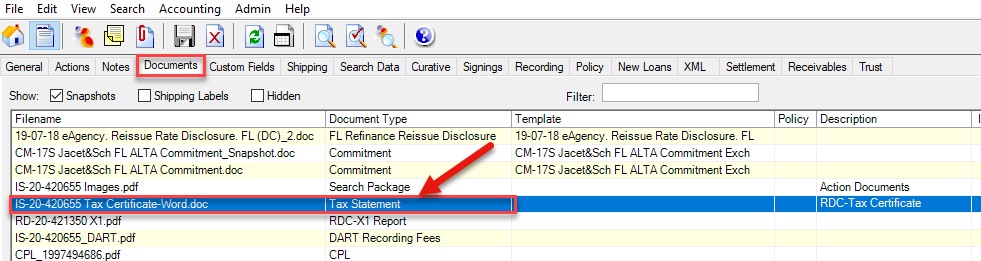 File Edit View Search Accounting Admin Help
General Actions Notes Documents Custom Fields Shipping Search Data Curative Signings Recording Policy New Loans XML Settlement Receivables Trust
Show: Snapshots Shipping Labels Hidden Filter:
Filename Document Type Template Policy Description I
19-07-18 eAgency. Reissue Rate Disclosure. FL (DC)_2.doc FL Refinance Reissue Disclosure 19-07-18 eAgency. Reissue Rate Disclosure. FL
CM-17S Jacet&Sch FL ALTA Commitment_Snapshot.doc Commitment CM-17S Jacet&Sch FL ALTA Commitment Exch
CM-17S Jacet&Sch FL ALTA Commitment.doc Commitment CM-17S Jacet&Sch FL ALTA Commitment Exch
IS-20-420655 Images.pdf Search Package Action Documents
IS-20-420655 Tax Certificate-Word.doc Tax Statement RDC-Tax Certificate
RD-20-421350 X1.pdf RDC-X1 Report
IS-20-420655_DART.pdf DART Recording Fees
CPL_1997494686.pdf CPL